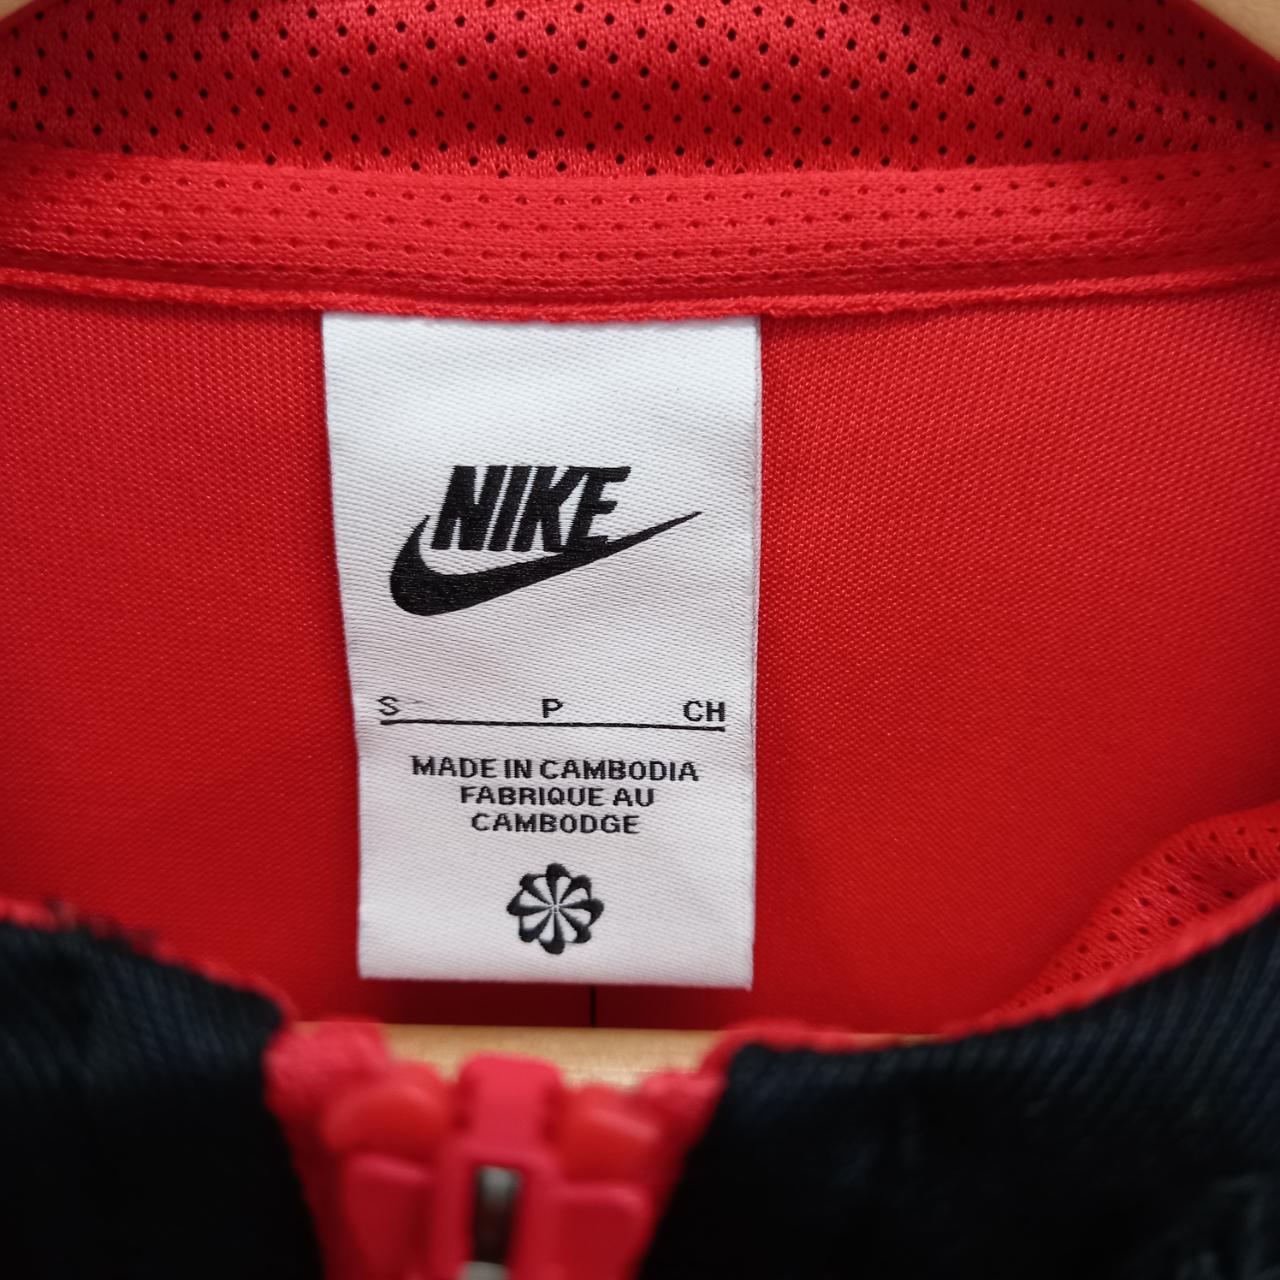 NIKE
S P CH
MADE IN CAMBODIA
FABRIQUE AU
CAMBODGE